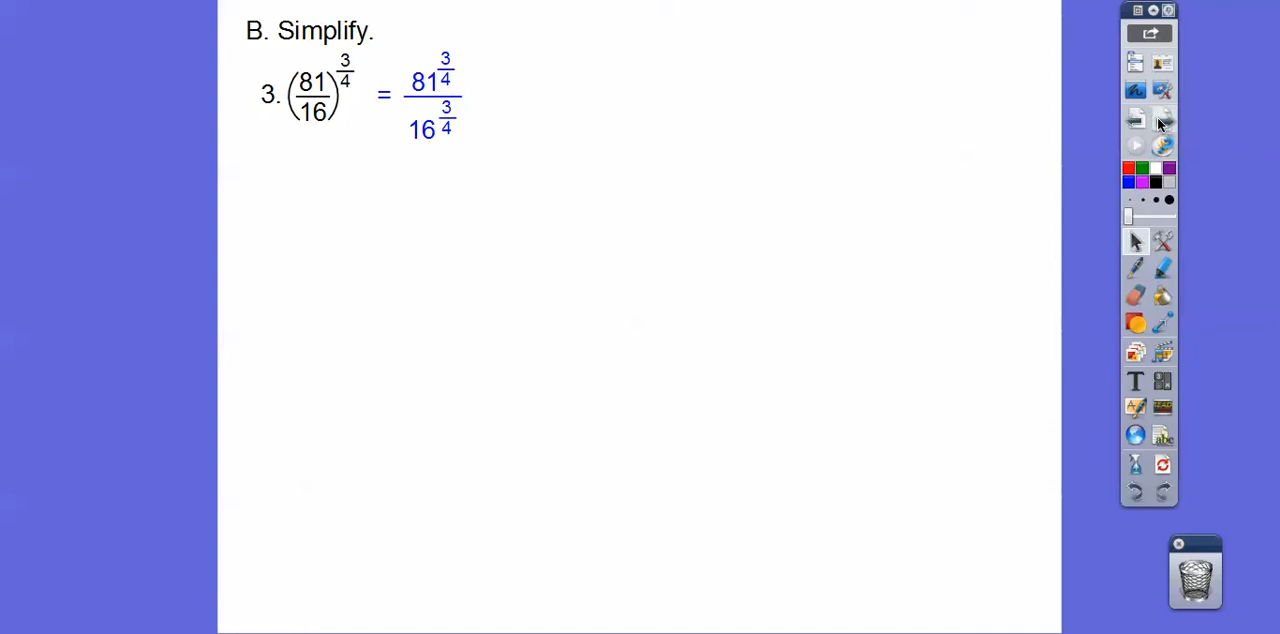 B. Simplify.
3. (81/16)^(3/4) = 81^(3/4) / 16^(3/4)